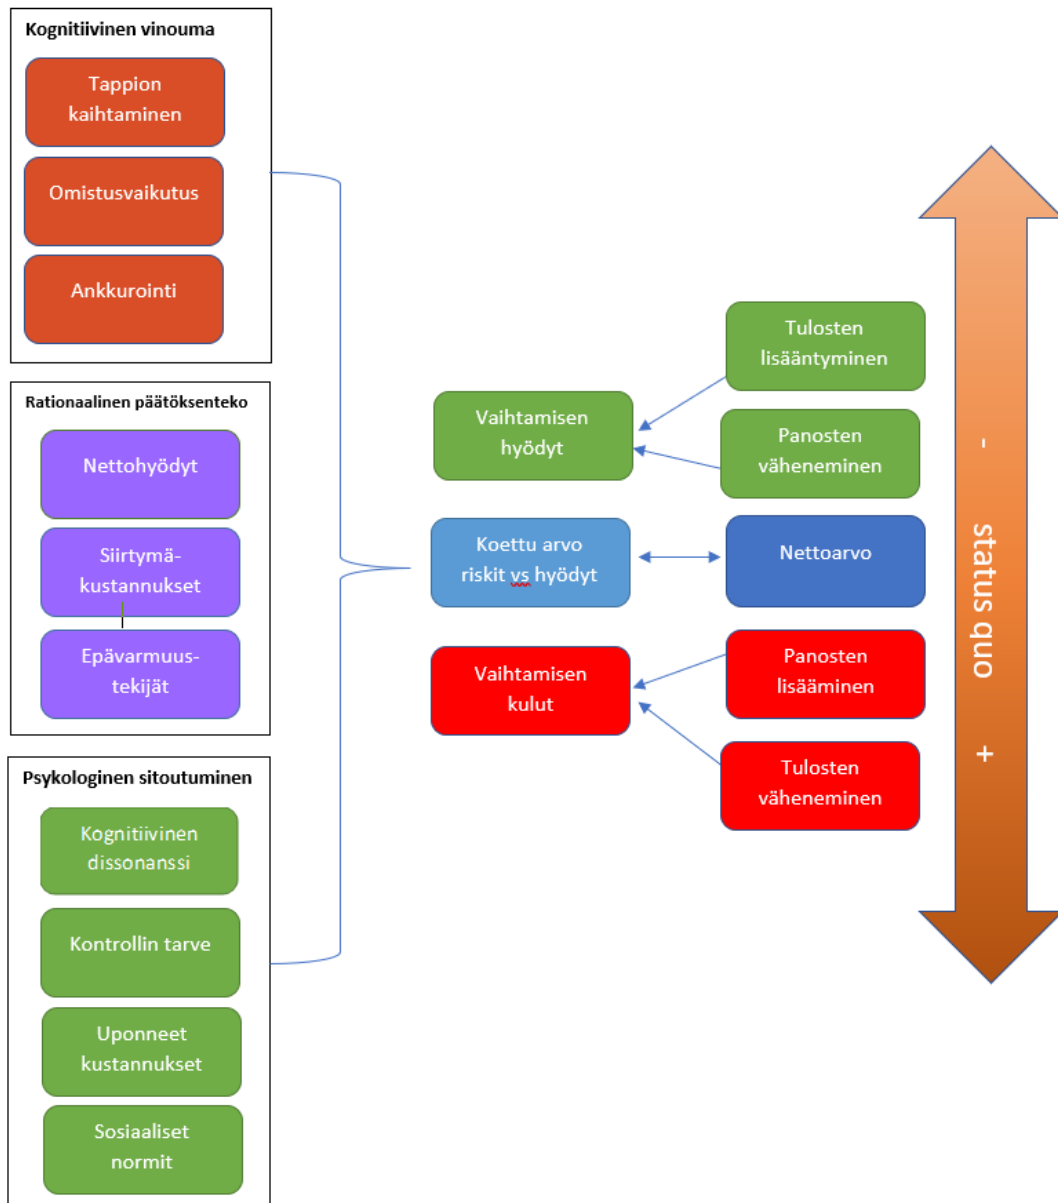 Kognitiivinen vinouma
Tappion
kaihtaminen
Omistusvaikutus
Ankkurointi
Rationaalinen päätöksenteko
Nettohyödyt
Siirtymä-
kustannukset
Epävarmuus-
tekijät
Psykologinen sitoutuminen
Kognitiivinen
dissonanssi
Kontrollin tarve
Uponneet
kustannukset
Sosiaaliset
normit
Vaihtamisen
hyödyt
Koettu arvo
riskit vs hyödyt
Vaihtamisen
kulut
Tulosten
lisääntyminen
Panosten
väheneminen
Nettoarvo
Panosten
lisääminen
Tulosten
väheneminen
- status quo +